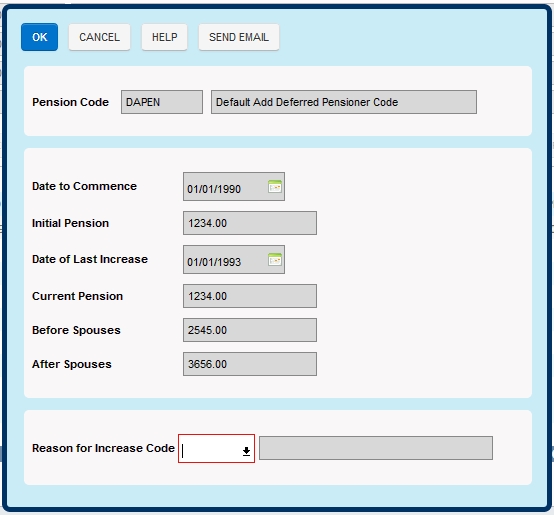 OK CANCEL HELP SEND EMAIL
Pension Code DAPEN Default Add Deferred Pensioner Code
Date to Commence 01/01/1990
Initial Pension 1234.00
Date of Last Increase 01/01/1993
Current Pension 1234.00
Before Spouses 2545.00
After Spouses 3656.00
Reason for Increase Code